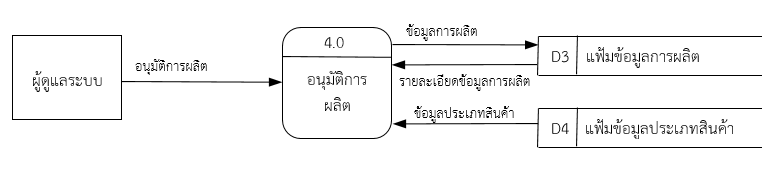 ผู้ดูแลระบบ
อนุมัติการผลิต
4.0
อนุมัติการ
ผลิต
ข้อมูลการผลิต
รายละเอียดข้อมูลการผลิต
ข้อมูลประเภทสินค้า
D3 แฟ้มข้อมูลการผลิต
D4 แฟ้มข้อมูลประเภทสินค้า